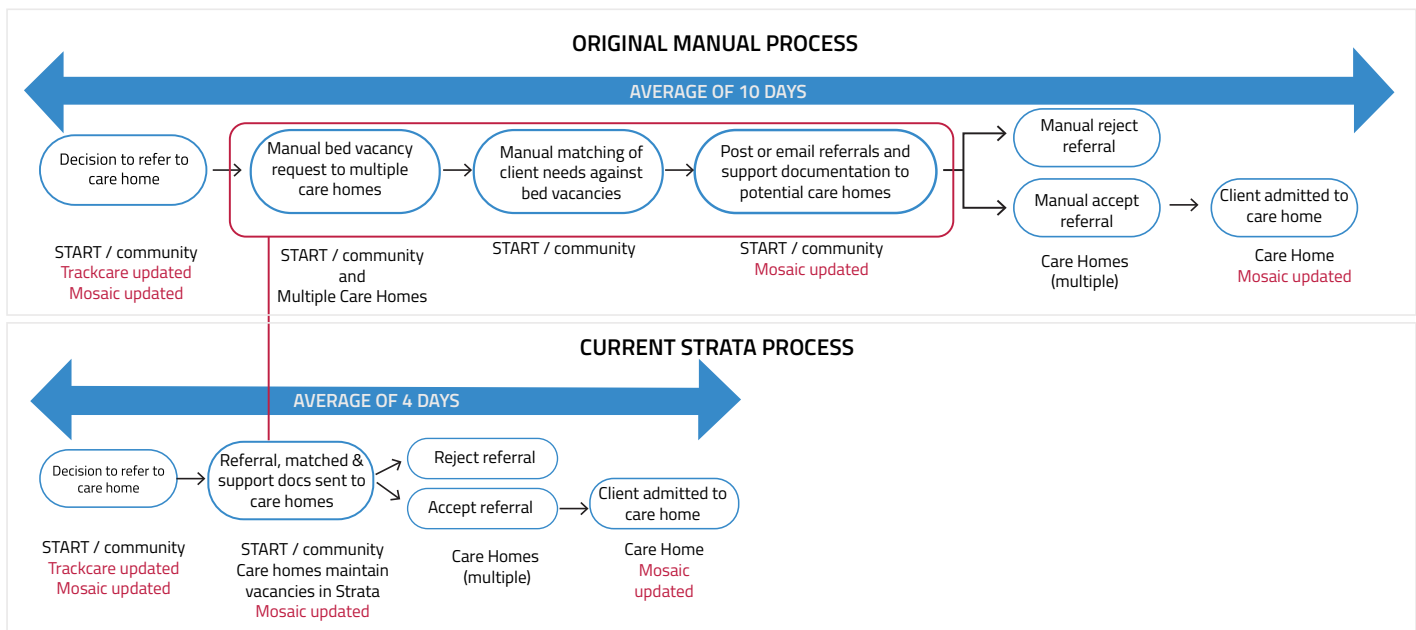 ORIGINAL MANUAL PROCESS
AVERAGE OF 10 DAYS
Decision to refer to
care home
Manual bed vacancy
request to multiple
care homes
Manual matching of
client needs against
bed vacancies
Post or email referrals and
support documentation to
potential care homes
Manual reject
referral
Manual accept
referral
Client admitted to
care home
START / community
Trackcare updated
Mosaic updated
START / community
and
Multiple Care Homes
START / community
START / community
Mosaic updated
Care Homes
(multiple)
Care Home
Mosaic updated
CURRENT STRATA PROCESS
AVERAGE OF 4 DAYS
Decision to refer to
care home
Referral, matched &
support docs sent to
care homes
Reject referral
Accept referral
Client admitted to
care home
START / community
Trackcare updated
Mosaic updated
START / community
Care homes maintain
vacancies in Strata
Mosaic updated
Care Homes
(multiple)
Care Home
Mosaic
updated